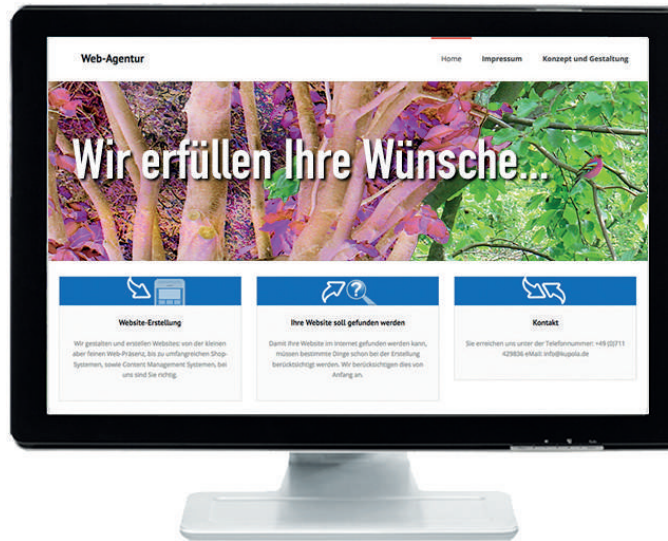 Web-Agentur
Home Impressum Konzept und Gestaltung
Wir erfüllen Ihre Wünsche...
Website-Erstellung
Wir gestalten und erstellen Websites: von der kleinen
aber feinen Web-Präsenz, bis zu umfangreichen Shop-
Systemen, sowie Content Management Systemen, bei
uns sind Sie richtig.
Ihre Website soll gefunden werden
Damit Ihre Website im Internet gefunden werden kann,
müssen bestimmte Dinge schon bei der Erstellung
berücksichtigt werden. Wir berücksichtigen dies von
Anfang an.
Kontakt
Sie erreichen uns unter der Telefonnummer: +49 (0)711
429836 eMail: info@kupola.de